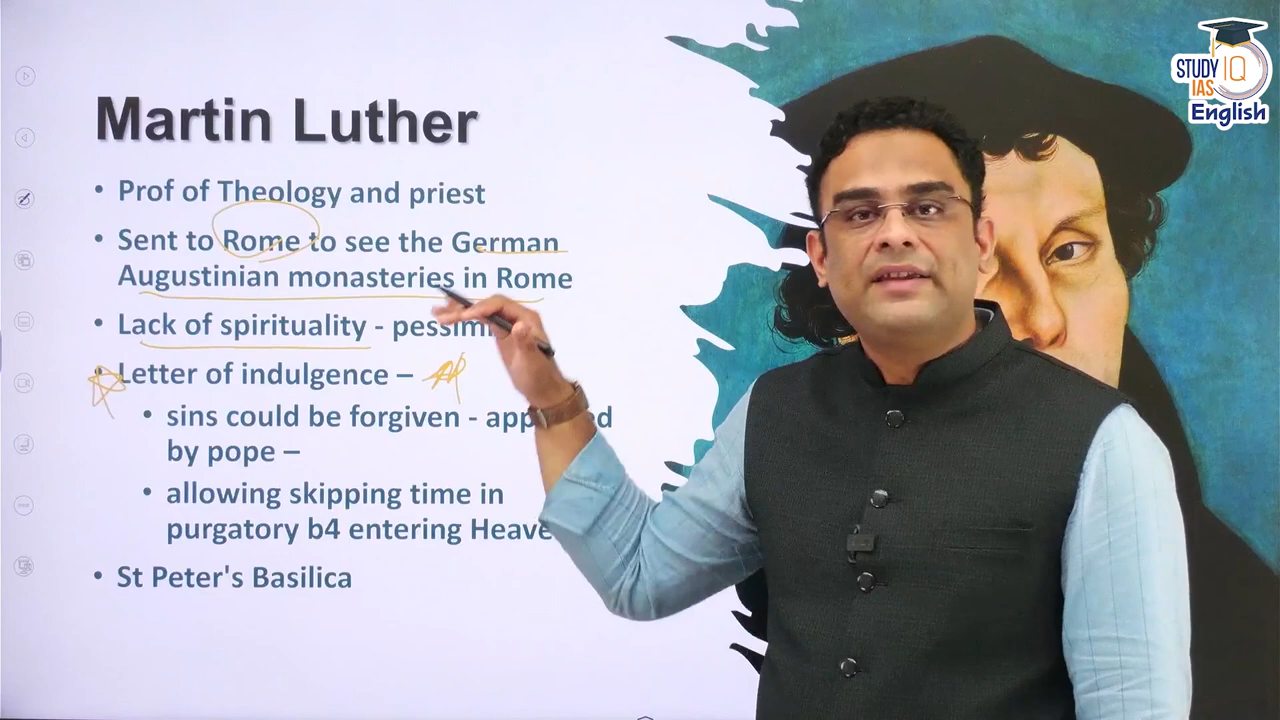 STUDY IQ
IAS
English
Martin Luther
• Prof of Theology and priest
• Sent to Rome to see the German
Augustinian monasteries in Rome
• Lack of spirituality -
• Letter of indulgence –
• sins could be forgiven -
by pope –
• allowing skipping time in
purgatory b4 entering
• St Peter's Basilica